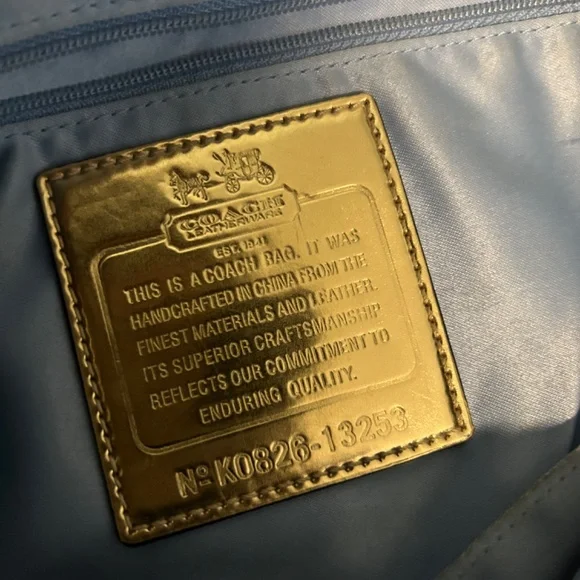 COACH
LEATHERWARE
EST. 1941
THIS IS A COACH BAG. IT WAS
HANDCRAFTED IN CHINA FROM THE
FINEST MATERIALS AND LEATHER.
ITS SUPERIOR CRAFTSMANSHIP
REFLECTS OUR COMMITMENT TO
ENDURING QUALITY.
Nº K0826-13253